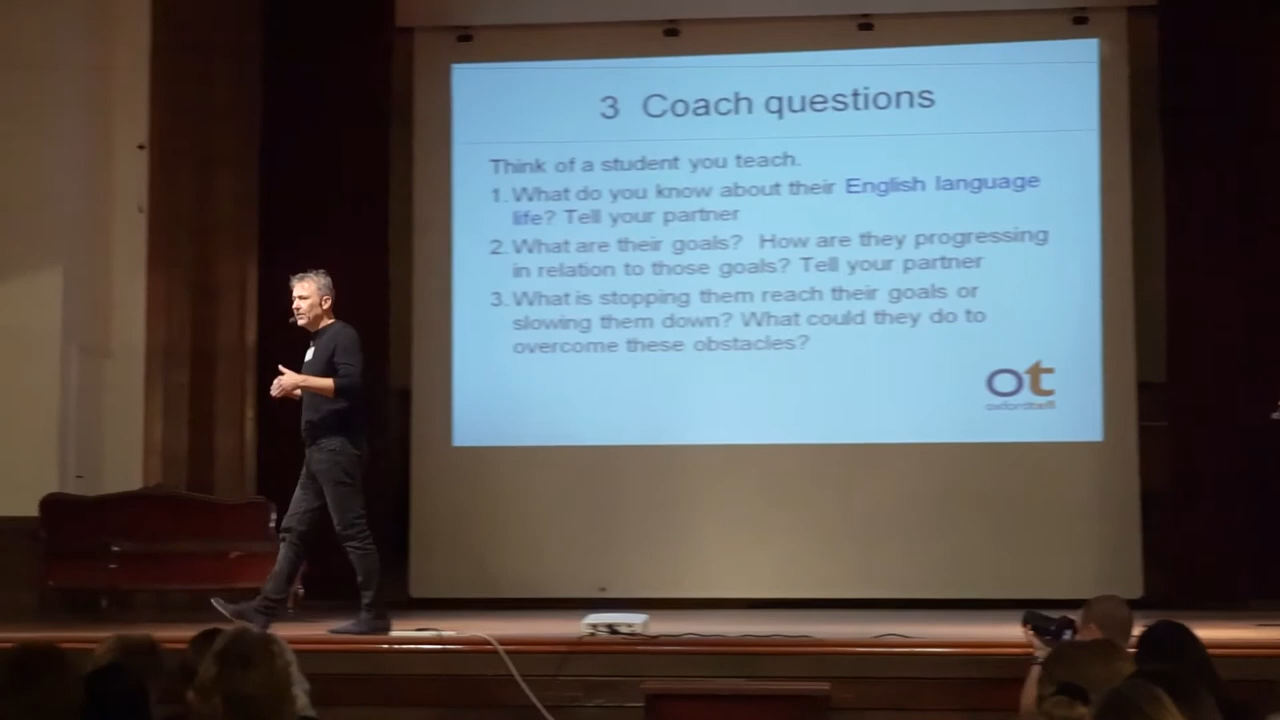 3 Coach questions
Think of a student you teach.
1. What do you know about their English language
life? Tell your partner
2. What are their goals? How are they progressing
in relation to those goals? Tell your partner
3. What is stopping them reach their goals or
slowing them down? What could they do to
overcome these obstacles?
ot
oxfordtefl